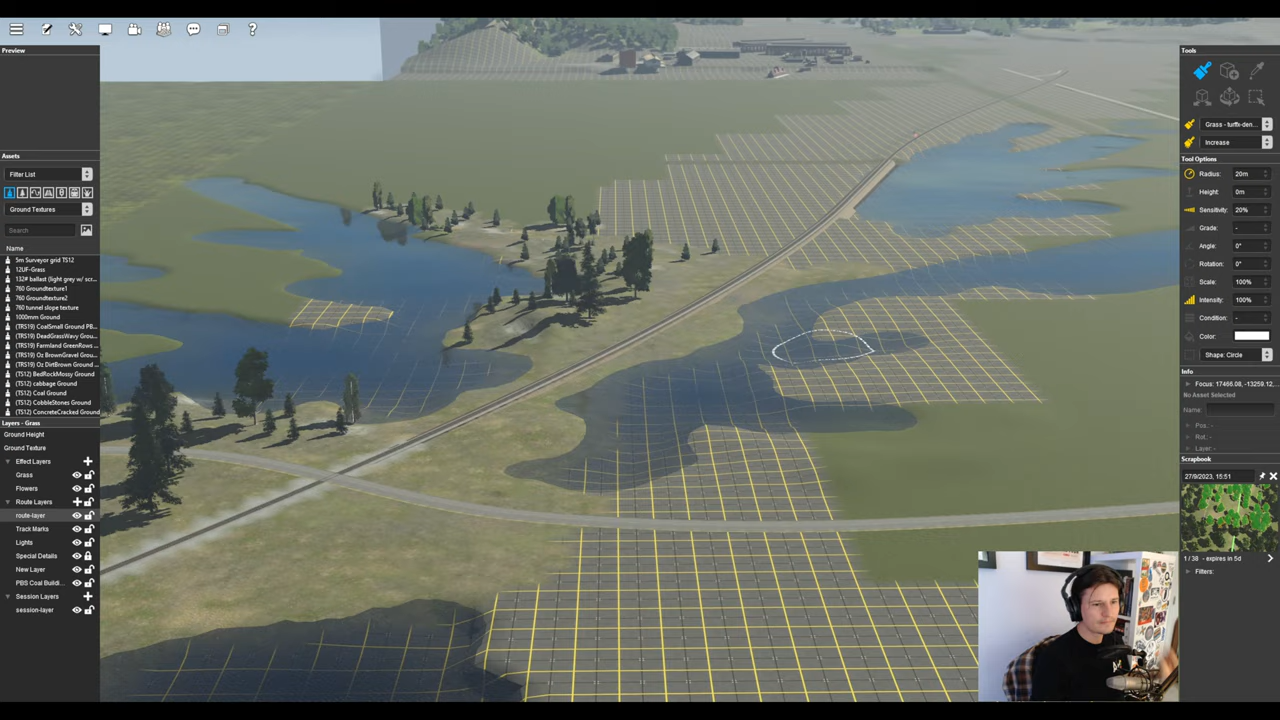 ?
Preview
Assets
Filter List
Ground Textures
Search
Name
5m Surveyor grid TS12
12UF-Grass
132# ballast (light grey w/ scr...
760 Groundtexture1
760 Groundtexture2
760 tunnel slope texture
1000mm Ground
(TRS19) CoalSmall Ground PB...
(TRS19) DeadGrassWavy Grou...
(TRS19) Farmland GreenRows ...
(TRS19) Oz BrownGravel Grou...
(TRS19) Oz DirtBrown Ground ...
(TS12) BedRockMossy Ground
(TS12) cabbage Ground
(TS12) Coal Ground
(TS12) CobbleStones Ground
(TS12) ConcreteCracked Ground
Layers - Grass
Ground Height
Ground Texture
Effect Layers
Grass
Flowers
Route Layers
route-layer
Track Marks
Lights
Special Details
New Layer
PBS Coal Buildi...
Session Layers
session-layer
Tools
Grass - turffx-den...
Increase
Tool Options
Radius: 20m
Height: 0m
Sensitivity: 20%
Grade: -
Angle: 0°
Rotation: 0°
Scale: 100%
Intensity: 100%
Condition: -
Color:
Shape: Circle
Info
Focus: 17466.08, -13259.12,
No Asset Selected
Name:
Pos.: -
Rot.: -
Layer: -
Scrapbook
27/9/2023, 15:51
1 / 38 - expires in 5d
Filters: